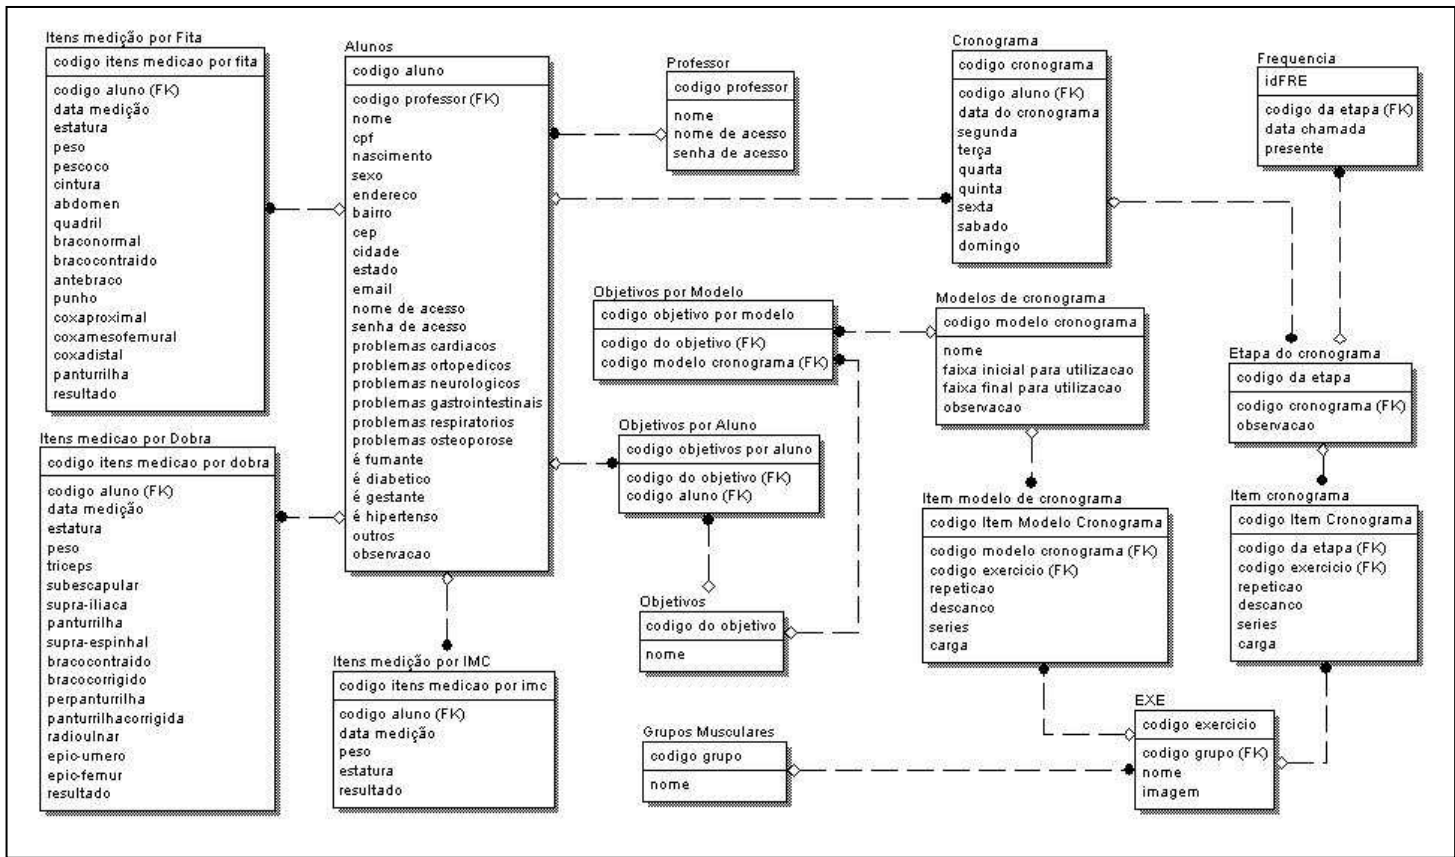 Itens medição por Fita
codigo itens medicao por fita
codigo aluno (FK)
data medição
estatura
peso
pescoco
cintura
abdomen
quadril
braconormal
bracocontraido
antebraco
punho
coxaproximal
coxamesofemural
coxadistal
panturrilha
resultado
Itens medicao por Dobra
codigo itens medicao por dobra
codigo aluno (FK)
data medição
estatura
peso
triceps
subescapular
supra-iliaca
panturrilha
supra-espinhal
bracocontraido
bracocorrigido
perpanturrilha
panturrilhacorrigida
radioulnar
epic-umero
epic-femur
resultado
Alunos
codigo aluno
codigo professor (FK)
nome
cpf
nascimento
sexo
endereco
bairro
cep
cidade
estado
email
nome de acesso
senha de acesso
problemas cardiacos
problemas ortopedicos
problemas neurologicos
problemas gastrointestinais
problemas respiratorios
problemas osteoporose
é fumante
é diabetico
é gestante
é hipertenso
outros
observacao
Itens medição por IMC
codigo itens medicao por imc
codigo aluno (FK)
data medição
peso
estatura
resultado
Professor
codigo professor
nome
nome de acesso
senha de acesso
Objetivos por Modelo
codigo objetivo por modelo
codigo do objetivo (FK)
codigo modelo cronograma (FK)
Objetivos por Aluno
codigo objetivos por aluno
codigo do objetivo (FK)
codigo aluno (FK)
Objetivos
codigo do objetivo
nome
Grupos Musculares
codigo grupo
nome
Cronograma
codigo cronograma
codigo aluno (FK)
data do cronograma
segunda
terça
quarta
quinta
sexta
sabado
domingo
Modelos de cronograma
codigo modelo cronograma
nome
faixa inicial para utilizacao
faixa final para utilizacao
observacao
Item modelo de cronograma
codigo Item Modelo Cronograma
codigo modelo cronograma (FK)
codigo exercicio (FK)
repeticao
descanco
series
carga
EXE
codigo exercicio
codigo grupo (FK)
nome
imagem
Frequencia
idFRE
codigo da etapa (FK)
data chamada
presente
Etapa do cronograma
codigo da etapa
codigo cronograma (FK)
observacao
Item cronograma
codigo Item Cronograma
codigo da etapa (FK)
codigo exercicio (FK)
repeticao
descanco
series
carga